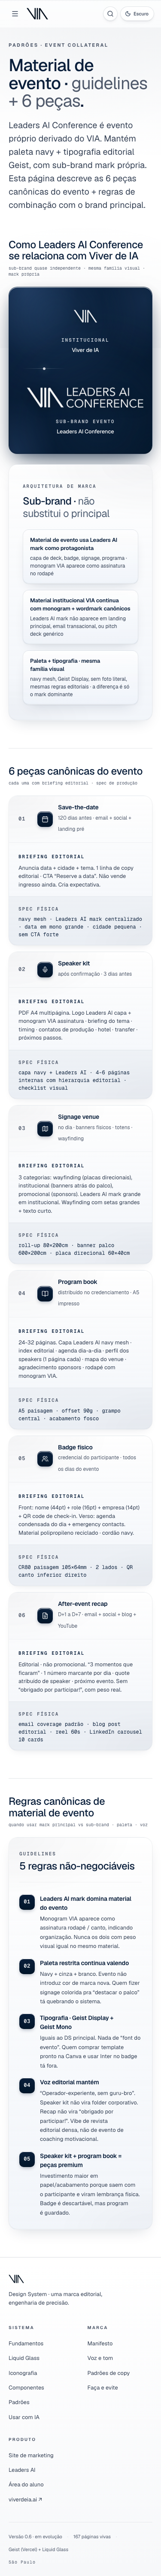 VIA
Escuro
PADRÕES · EVENT COLLATERAL
Material de
evento · guidelines
+ 6 peças.
Leaders AI Conference é evento
próprio derivado do VIA. Mantém
paleta navy + tipografia editorial
Geist, com sub-brand mark própria.
Esta página descreve as 6 peças
canônicas do evento + regras de
combinação com o brand principal.
Como Leaders AI Conference
se relaciona com Viver de IA
sub-brand quase independente · mesma família visual ·
mark própria
VIA
INSTITUCIONAL
Viver de IA
VIA LEADERS AI
CONFERENCE
SUB-BRAND EVENTO
Leaders AI Conference
ARQUITETURA DE MARCA
Sub-brand · não
substitui o principal
Material de evento usa Leaders AI
mark como protagonista
capa de deck, badge, signage, programa ·
monogram VIA aparece como assinatura
no rodapé
Material institucional VIA continua
com monogram + wordmark canônicos
Leaders AI mark não aparece em landing
principal, email transacional, ou pitch
deck genérico
Paleta + tipografia · mesma
família visual
navy mesh, Geist Display, sem foto literal,
mesmas regras editoriais · a diferença é só
o mark dominante
6 peças canônicas do evento
cada uma com briefing editorial · spec de produção
01
Save-the-date
120 dias antes · email + social +
landing pré
BRIEFING EDITORIAL
Anuncia data + cidade + tema. 1 linha de copy
editorial · CTA "Reserve a data". Não vende
ingresso ainda. Cria expectativa.
SPEC FÍSICA
navy mesh · Leaders AI mark centralizado
· data em mono grande · cidade pequena ·
sem CTA forte
02
Speaker kit
após confirmação · 3 dias antes
BRIEFING EDITORIAL
PDF A4 multipágina. Logo Leaders AI capa +
monogram VIA assinatura · briefing do tema ·
timing · contatos de produção · hotel · transfer ·
próximos passos.
SPEC FÍSICA
capa navy + Leaders AI · 4-6 páginas
internas com hierarquia editorial ·
checklist visual
03
Signage venue
no dia · banners físicos · totens ·
wayfinding
BRIEFING EDITORIAL
3 categorias: wayfinding (placas direcionais),
institutional (banners atrás do palco),
promocional (sponsors). Leaders AI mark grande
em institutional. Wayfinding com setas grandes
+ texto curto.
SPEC FÍSICA
roll-up 80×200cm · banner palco
600×200cm · placa direcional 60×40cm
04
Program book
distribuído no credenciamento · A5
impresso
BRIEFING EDITORIAL
24-32 páginas. Capa Leaders AI navy mesh ·
índex editorial · agenda dia-a-dia · perfil dos
speakers (1 página cada) · mapa do venue ·
agradecimento sponsors · rodapé com
monogram VIA.
SPEC FÍSICA
A5 paisagem · offset 90g · grampo
central · acabamento fosco
05
Badge físico
credencial do participante · todos
os dias do evento
BRIEFING EDITORIAL
Front: nome (44pt) + role (16pt) + empresa (14pt)
+ QR code de check-in. Verso: agenda
condensada do dia + emergency contacts.
Material polipropileno reciclado · cordão navy.
SPEC FÍSICA
CR80 paisagem 105×64mm · 2 lados · QR
canto inferior direito
06
After-event recap
D+1 a D+7 · email + social + blog +
YouTube
BRIEFING EDITORIAL
Editorial · não promocional. "3 momentos que
ficaram" · 1 número marcante por dia · quote
atribuído de speaker · próximo evento. Sem
"obrigado por participar!", com peso real.
SPEC FÍSICA
email coverage padrão · blog post
editorial · reel 60s · LinkedIn carousel
10 cards
Regras canônicas de
material de evento
quando usar mark principal vs sub-brand · paleta · voz
GUIDELINES
5 regras não-negociáveis
01
Leaders AI mark domina material
do evento
Monogram VIA aparece como
assinatura rodapé / canto, indicando
organização. Nunca os dois com peso
visual igual no mesmo material.
02
Paleta restrita continua valendo
Navy + cinza + branco. Evento não
introduz cor de marca nova. Quem fizer
signage colorida pra "destacar o palco"
tá quebrando o sistema.
03
Tipografia · Geist Display +
Geist Mono
Iguais ao DS principal. Nada de "font do
evento". Quem comprar template
pronto na Canva e usar Inter no badge
tá fora.
04
Voz editorial mantém
"Operador-experiente, sem guru-bro".
Speaker kit não vira folder corporativo.
Recap não vira "obrigado por
participar!". Vibe de revista
editorial densa, não de evento de
coaching motivacional.
05
Speaker kit + program book =
peças premium
Investimento maior em
papel/acabamento porque saem com
o participante e viram lembrança física.
Badge é descartável, mas program
é guardado.
VIA
Design System · uma marca editorial,
engenharia de precisão.
SISTEMA
Fundamentos
Liquid Glass
Iconografia
Componentes
Padrões
Usar com IA
MARCA
Manifesto
Voz e tom
Padrões de copy
Faça e evite
PRODUTO
Site de marketing
Leaders AI
Área do aluno
viverdeia.ai ↗
Versão 0.6 · em evolução 187 páginas vivas
Geist (Vercel) + Liquid Glass
São Paulo